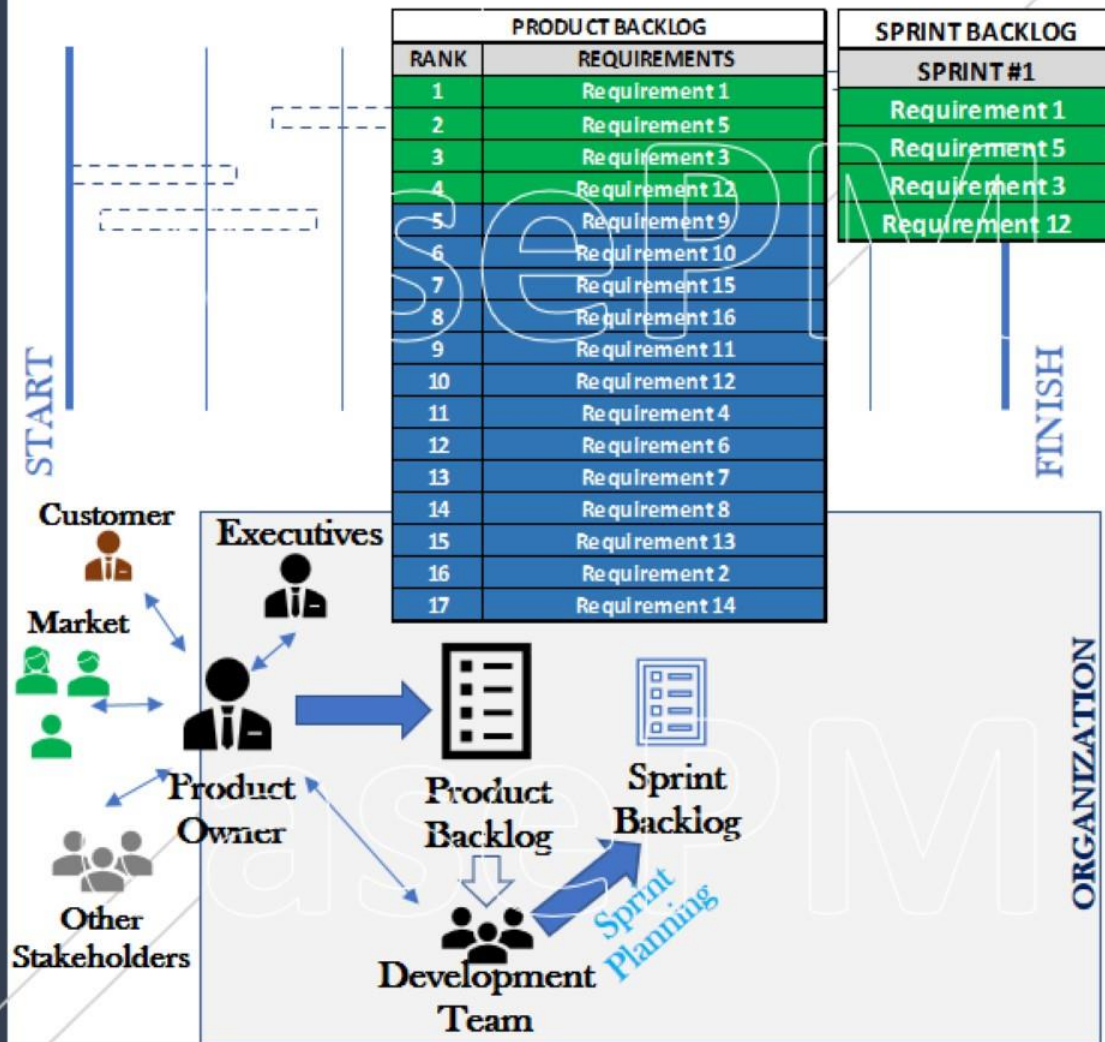 PRODUCT BACKLOG
RANK REQUIREMENTS
1 Requirement 1
2 Requirement 5
3 Requirement 3
4 Requirement 12
5 Requirement 9
6 Requirement 10
7 Requirement 15
8 Requirement 16
9 Requirement 11
10 Requirement 12
11 Requirement 4
12 Requirement 6
13 Requirement 7
14 Requirement 8
15 Requirement 13
16 Requirement 2
17 Requirement 14
SPRINT BACKLOG
SPRINT #1
Requirement 1
Requirement 5
Requirement 3
Requirement 12
START
FINISH
Customer
Executives
Market
Product
Owner
Product
Backlog
Sprint
Backlog
Other
Stakeholders
Sprint
Planning
Development
Team
ORGANIZATION
asePM
asePM